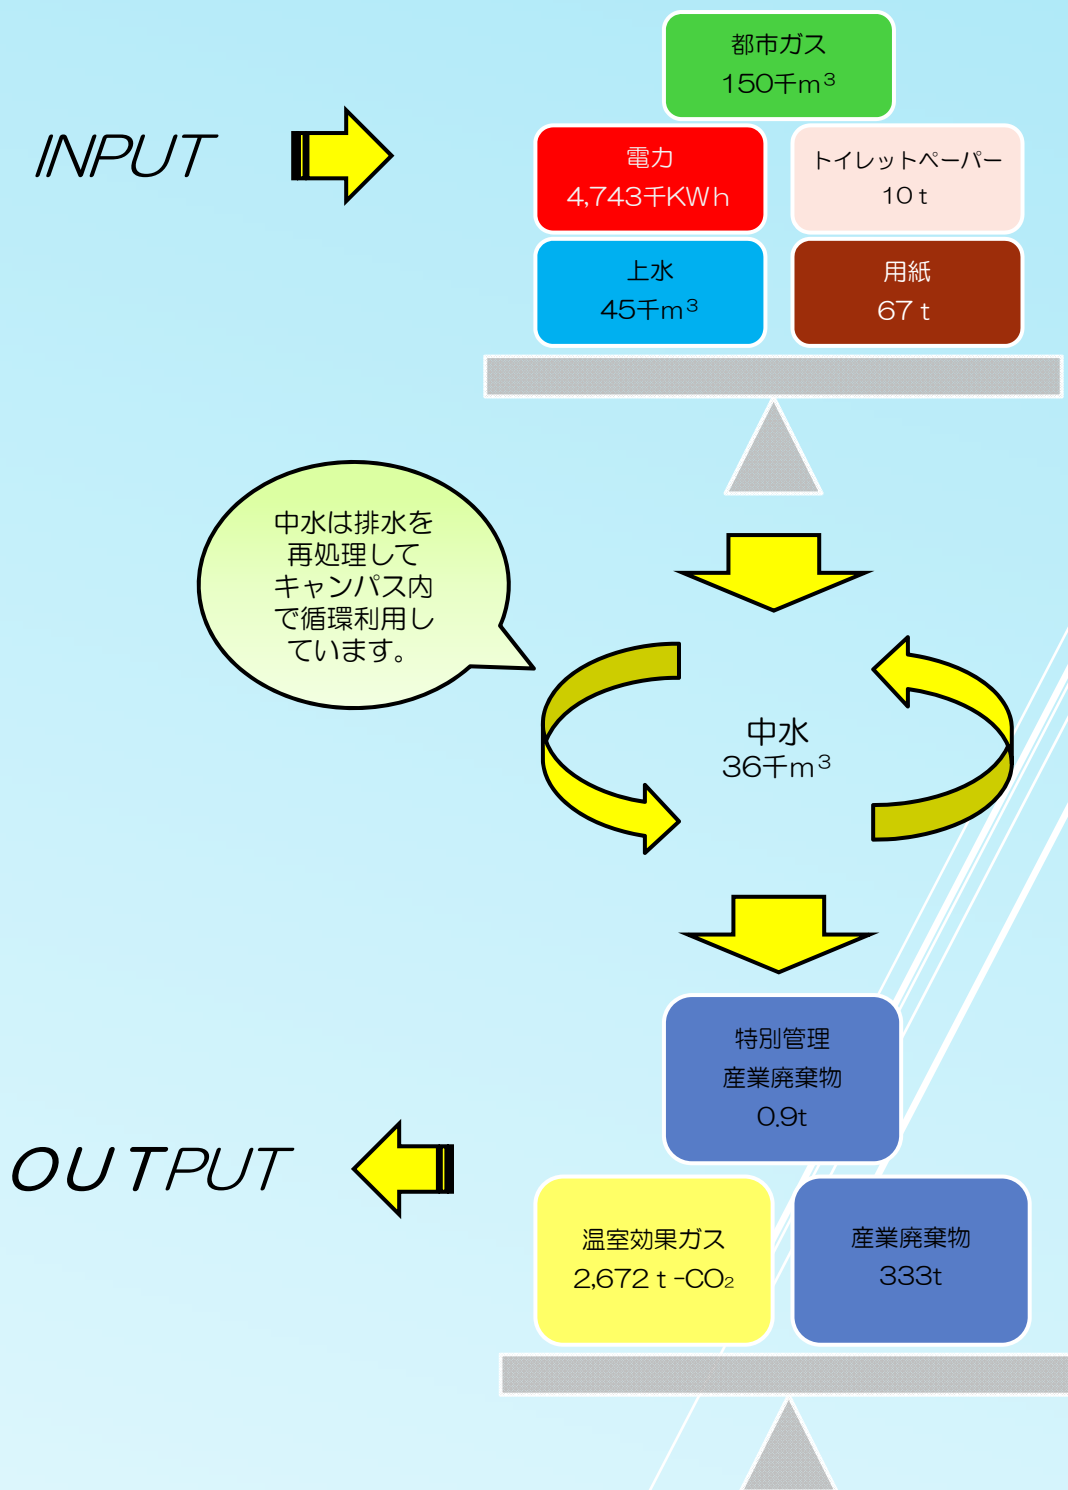 都市ガス
150千m³
INPUT
電力
4,743千KWh
トイレットペーパー
10 t
上水
45千m³
用紙
67 t
中水は排水を
再処理して
キャンパス内
で循環利用し
ています。
中水
36千m³
特別管理
産業廃棄物
0.9t
OUTPUT
温室効果ガス
2,672 t -CO₂
産業廃棄物
333t